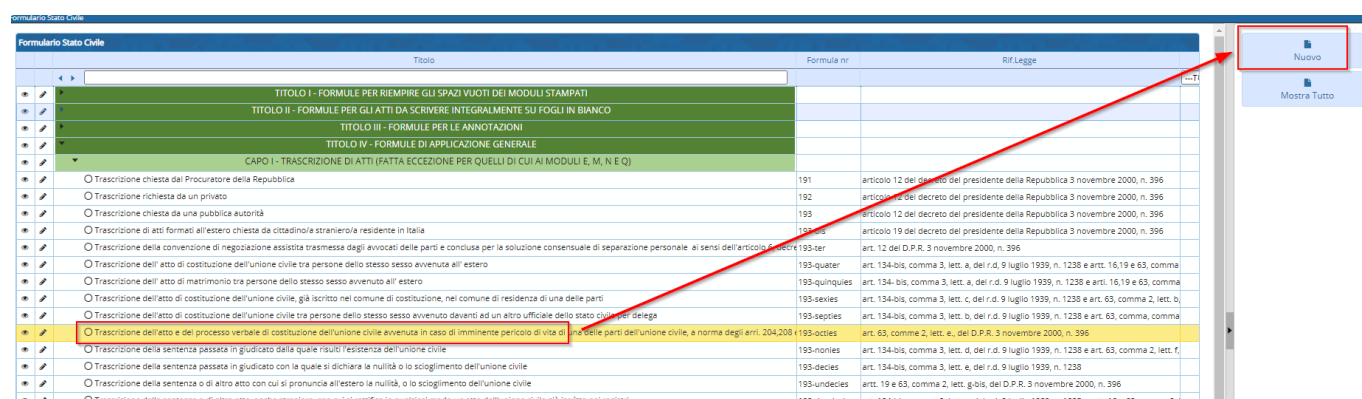 Formulario Stato Civile
Formulario Stato Civile
Titolo Formula nr Rif.Legge
Nuovo
Mostra Tutto
TITOLO I - FORMULE PER RIEMPIRE GLI SPAZI VUOTI DEI MODULI STAMPATI
TITOLO II - FORMULE PER GLI ATTI DA SCRIVERE INTEGRALMENTE SU FOGLI IN BIANCO
TITOLO III - FORMULE PER LE ANNOTAZIONI
TITOLO IV - FORMULE DI APPLICAZIONE GENERALE
CAPO I - TRASCRIZIONE DI ATTI (FATTA ECCEZIONE PER QUELLI DI CUI AI MODULI E, M, N E Q)
Trascrizione chiesta dal Procuratore della Repubblica 191 articolo 12 del decreto del presidente della Repubblica 3 novembre 2000, n. 396
Trascrizione richiesta da un privato 192 articolo 12 del decreto del presidente della Repubblica 3 novembre 2000, n. 396
Trascrizione chiesta da una pubblica autorità 193 articolo 12 del decreto del presidente della Repubblica 3 novembre 2000, n. 396
Trascrizione di atti formati all'estero chiesta da cittadino/a straniero/a residente in Italia 193-bis articolo 19 del decreto del presidente della Repubblica 3 novembre 2000, n. 396
Trascrizione della convenzione di negoziazione assistita trasmessa dagli avvocati delle parti e conclusa per la soluzione consensuale di separazione personale ai sensi dell'articolo 6, decre 193-ter art. 12 del D.P.R. 3 novembre 2000, n. 396
Trascrizione dell' atto di costituzione dell'unione civile tra persone dello stesso sesso avvenuta all' estero 193-quater art. 134-bis, comma 3, lett. a, del r.d, 9 luglio 1939, n. 1238 e artt. 16,19 e 63, comma
Trascrizione dell' atto di matrimonio tra persone dello stesso sesso avvenuto all' estero 193-quinquies art. 134- bis, comma 3, lett. a, del r.d. 9 luglio 1939, n. 1238 e arti. 16,19 e 63, comma
Trascrizione dell'atto di costituzione dell'unione civile, già iscritto nel comune di costituzione, nel comune di residenza di una delle parti 193-sexies art. 134-bis, comma 3, lett. c, del r.d. 9 luglio 1939, n. 1238 e art. 63, comma 2, lett. b,
Trascrizione dell'atto di costituzione dell'unione civile tra persone dello stesso sesso avvenuto davanti ad un altro ufficiale dello stato civile per delega 193-septies art. 134-bis, comma 3, lett. c, del r.d. 9 luglio 1939, n. 1238 e art. 63, comma, comma
Trascrizione dell'atto e del processo verbale di costituzione dell'unione civile avvenuta in caso di imminente pericolo di vita di una delle parti dell'unione civile, a norma degli arri. 204,208 e 193-octies art. 63, comme 2, lett. e., del D.P.R. 3 novembre 2000, n. 396
Trascrizione della sentenza passata in giudicato dalla quale risulti l'esistenza dell'unione civile 193-nonies art. 134-bis, comma 3, lett. d, del r.d. 9 luglio 1939, n. 1238 e art. 63, comma 2, lett. f,
Trascrizione della sentenza passata in giudicato con la quale si dichiara la nullità o lo scioglimento dell'unione civile 193-decies art. 134-bis, comma 3, lett. e, del r.d. 9 luglio 1939, n. 1238
Trascrizione della sentenza o di altro atto con cui si pronuncia all'estero la nullità, o lo scioglimento dell'unione civile 193-undecies artt. 19 e 63, comma 2, lett. g-bis, del D.P.R. 3 novembre 2000, n. 396